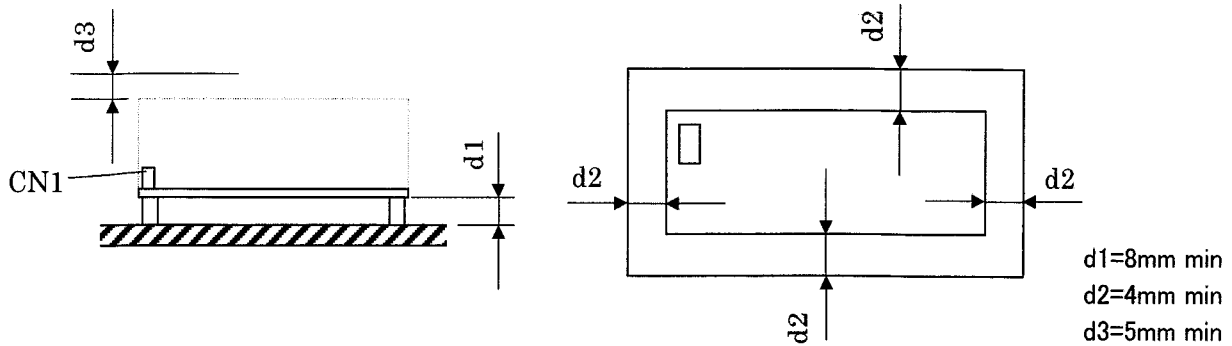 d3
CN1
d1
d2
d2
d2
d2
d1=8mm min
d2=4mm min
d3=5mm min